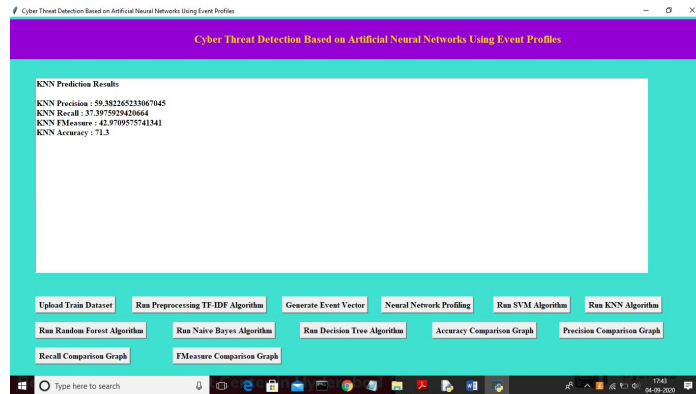 Cyber Threat Detection Based on Artificial Neural Networks Using Event Profiles
Cyber Threat Detection Based on Artificial Neural Networks Using Event Profiles
KNN Prediction Results
KNN Precision : 59.382265233067045
KNN Recall : 37.3975929420664
KNN FMeasure : 42.9709575741341
KNN Accuracy : 71.3
Upload Train Dataset Run Preprocessing TF-IDF Algorithm Generate Event Vector Neural Network Profiling Run SVM Algorithm Run KNN Algorithm
Run Random Forest Algorithm Run Naive Bayes Algorithm Run Decision Tree Algorithm Accuracy Comparison Graph Precision Comparison Graph
Recall Comparison Graph FMeasure Comparison Graph
Type here to search
17:43
04-09-2020